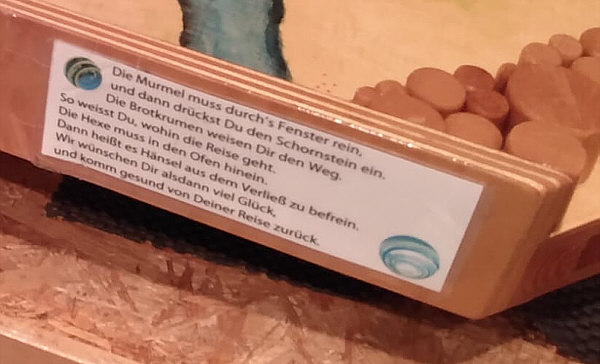 Die Murmel muss durch's Fenster rein,
und dann drückst Du den Schornstein ein.
Die Brotkrumen weisen Dir den Weg.
So weisst Du, wohin die Reise geht.
Die Hexe muss in den Ofen hinein.
Dann heißt es Hänsel aus dem Verließ zu befrein.
Wir wünschen Dir alsdann viel Glück,
und komm gesund von Deiner Reise zurück.